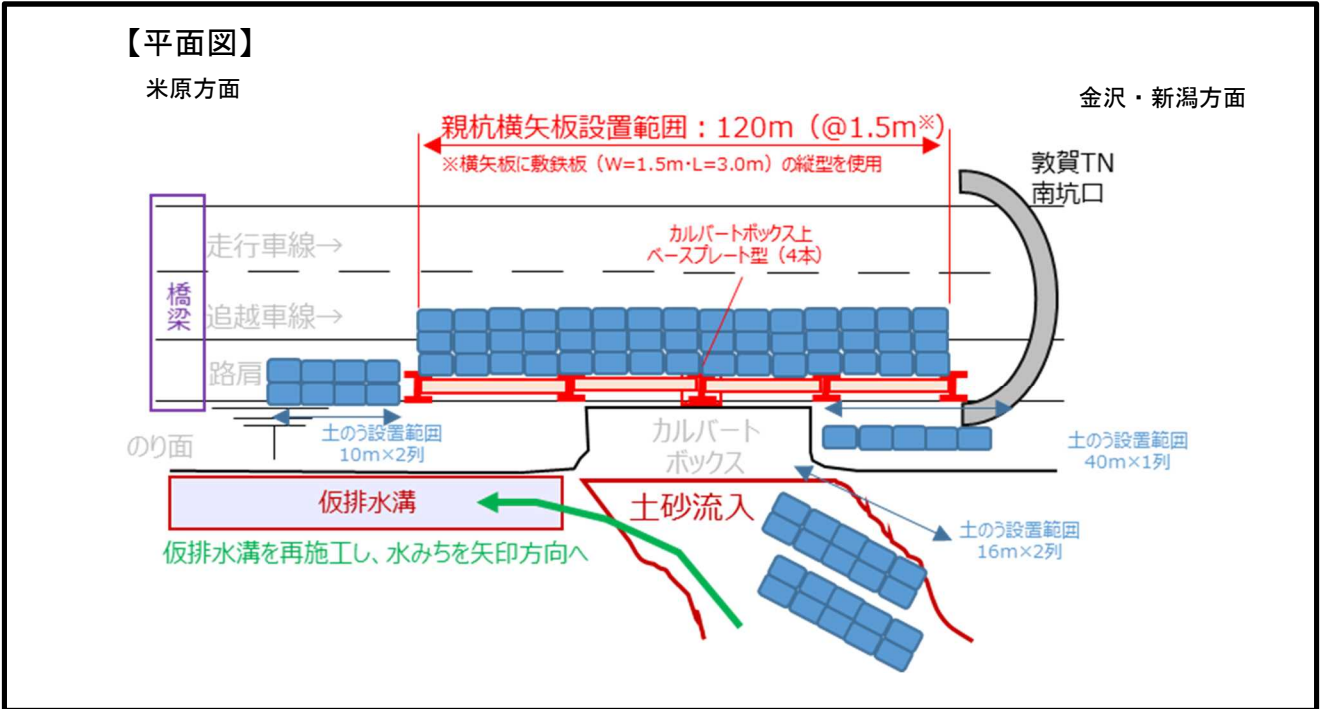 【平面図】
米原方面
金沢・新潟方面
親杭横矢板設置範囲：120m（@1.5m※）
※横矢板に敷鉄板（W=1.5m・L=3.0m）の縦型を使用
敦賀TN
南坑口
カルバートボックス上
ベースプレート型（4本）
走行車線→
橋梁
追越車線→
路肩
土のう設置範囲
10m×2列
のり面
カルバート
ボックス
土のう設置範囲
40m×1列
仮排水溝
土砂流入
土のう設置範囲
16m×2列
仮排水溝を再施工し、水みちを矢印方向へ